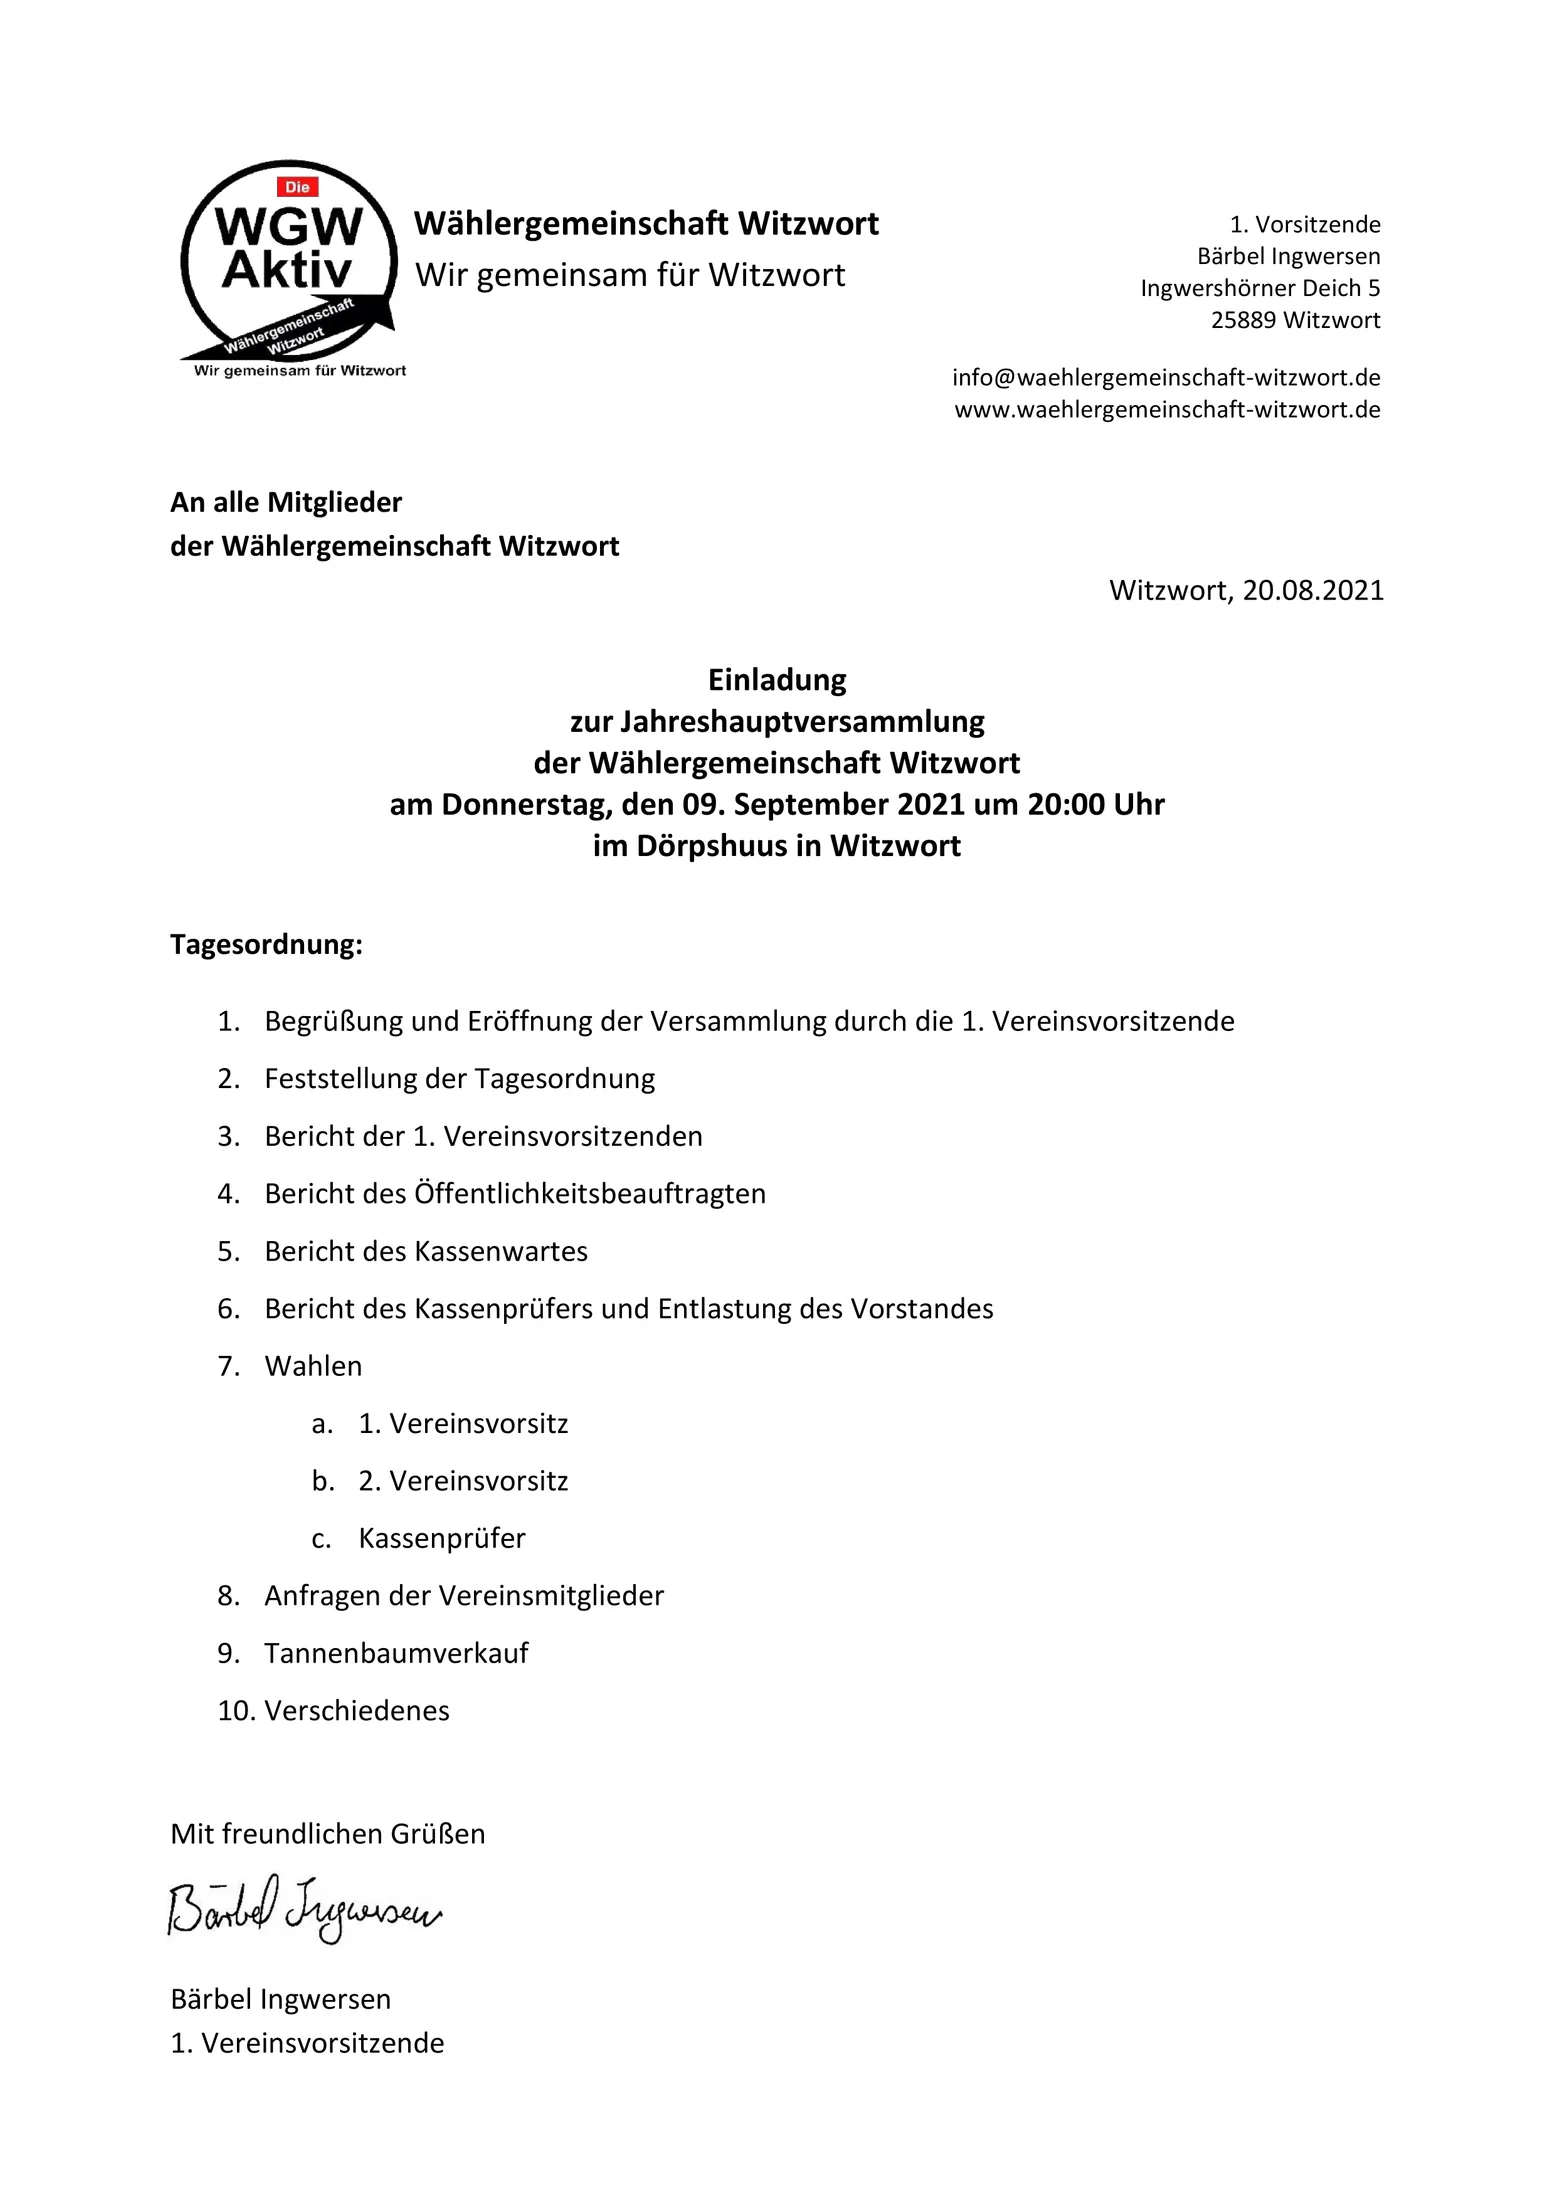 Die
WGW
Aktiv
Wählergemeinschaft
Witzwort
Wir gemeinsam für Witzwort
Wählergemeinschaft Witzwort
Wir gemeinsam für Witzwort
1. Vorsitzende
Bärbel Ingwersen
Ingwershörner Deich 5
25889 Witzwort
info@waehlergemeinschaft-witzwort.de
www.waehlergemeinschaft-witzwort.de
An alle Mitglieder
der Wählergemeinschaft Witzwort
Witzwort, 20.08.2021
Einladung
zur Jahreshauptversammlung
der Wählergemeinschaft Witzwort
am Donnerstag, den 09. September 2021 um 20:00 Uhr
im Dörpshuus in Witzwort
Tagesordnung:
1. Begrüßung und Eröffnung der Versammlung durch die 1. Vereinsvorsitzende
2. Feststellung der Tagesordnung
3. Bericht der 1. Vereinsvorsitzenden
4. Bericht des Öffentlichkeitsbeauftragten
5. Bericht des Kassenwartes
6. Bericht des Kassenprüfers und Entlastung des Vorstandes
7. Wahlen
a. 1. Vereinsvorsitz
b. 2. Vereinsvorsitz
c. Kassenprüfer
8. Anfragen der Vereinsmitglieder
9. Tannenbaumverkauf
10. Verschiedenes
Mit freundlichen Grüßen
Bärbel Ingwersen
Bärbel Ingwersen
1. Vereinsvorsitzende